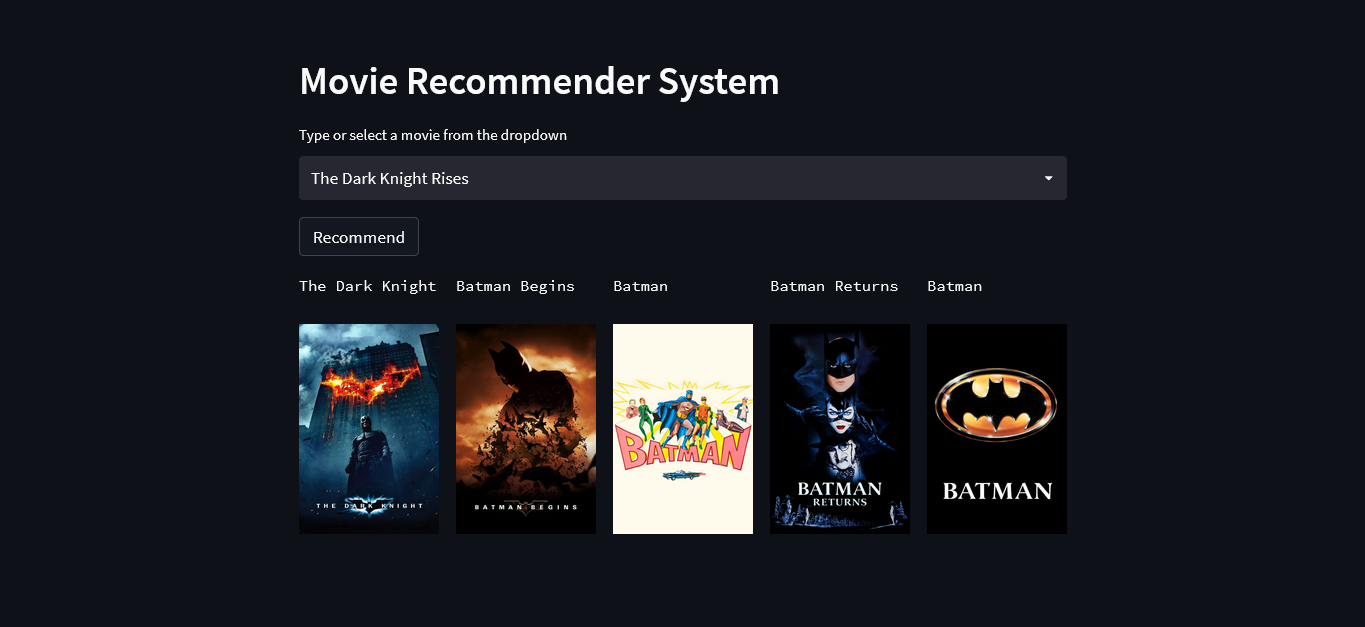 Movie Recommender System
Type or select a movie from the dropdown
The Dark Knight Rises
Recommend
The Dark Knight
Batman Begins
Batman
Batman Returns
Batman
THE DARK KNIGHT
BATMAN BEGINS
BATMAN
BATMAN
RETURNS
BATMAN